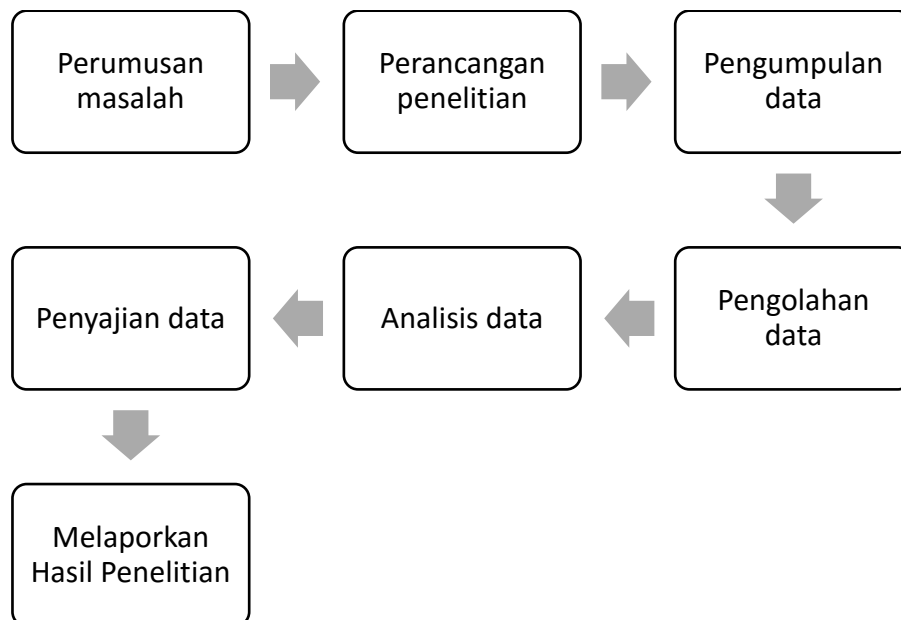 Perumusan
masalah
Perancangan
penelitian
Pengumpulan
data
Pengolahan
data
Analisis data
Penyajian data
Melaporkan
Hasil Penelitian